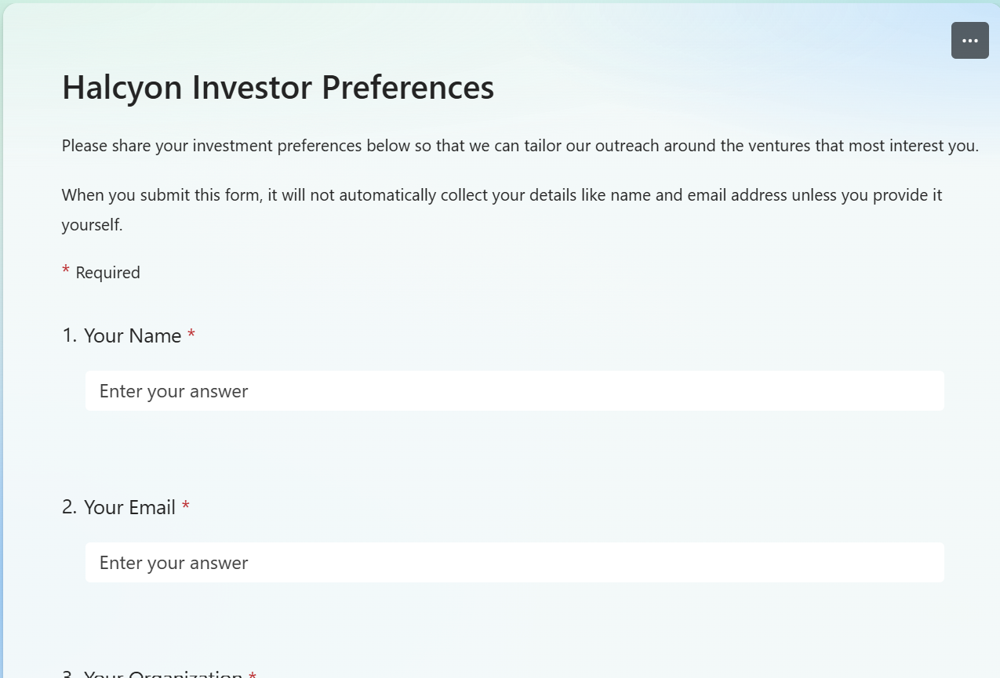 Halcyon Investor Preferences
Please share your investment preferences below so that we can tailor our outreach around the ventures that most interest you.
When you submit this form, it will not automatically collect your details like name and email address unless you provide it
yourself.
* Required
1. Your Name *
Enter your answer
2. Your Email *
Enter your answer
3. Your Organization *